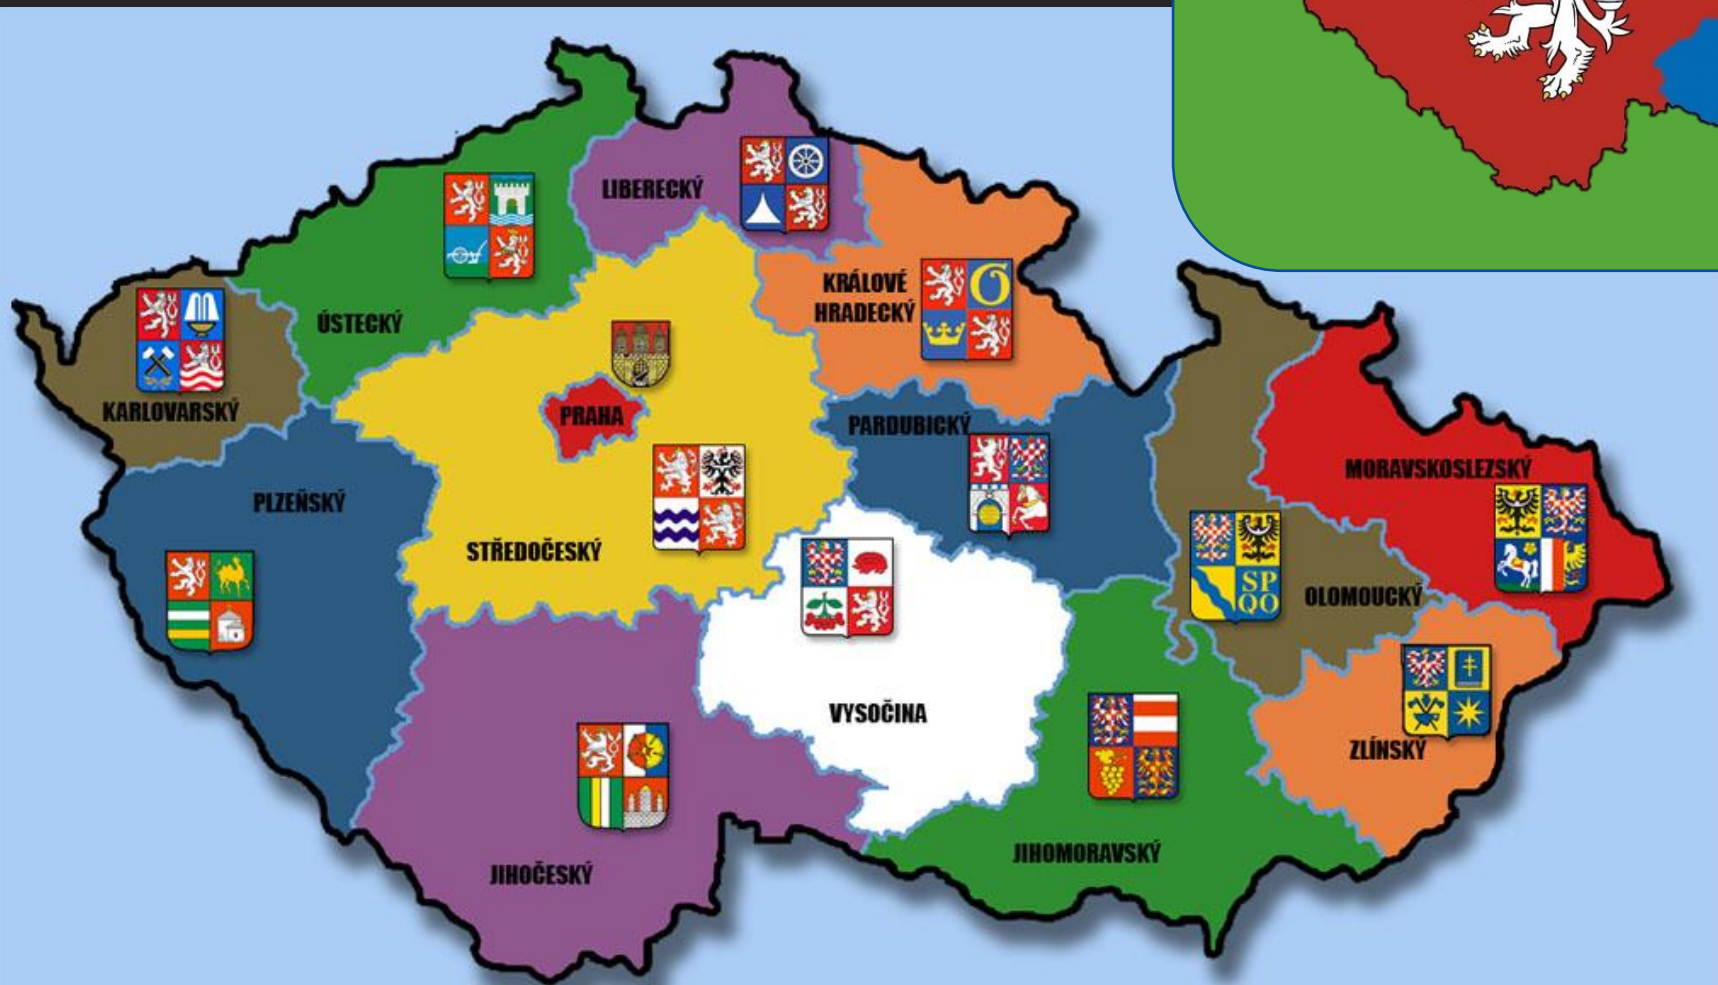 LIBERECKÝ
KRÁLOVÉ
HRADECKÝ
ÚSTECKÝ
KARLOVARSKÝ
PRAHA
PARDUBICKÝ
MORAVSKOSLEZSKÝ
PLZEŇSKÝ
STŘEDOČESKÝ
SP
QO
OLOMOUCKÝ
VYSOČINA
ZLÍNSKÝ
JIHOMORAVSKÝ
JIHOČESKÝ